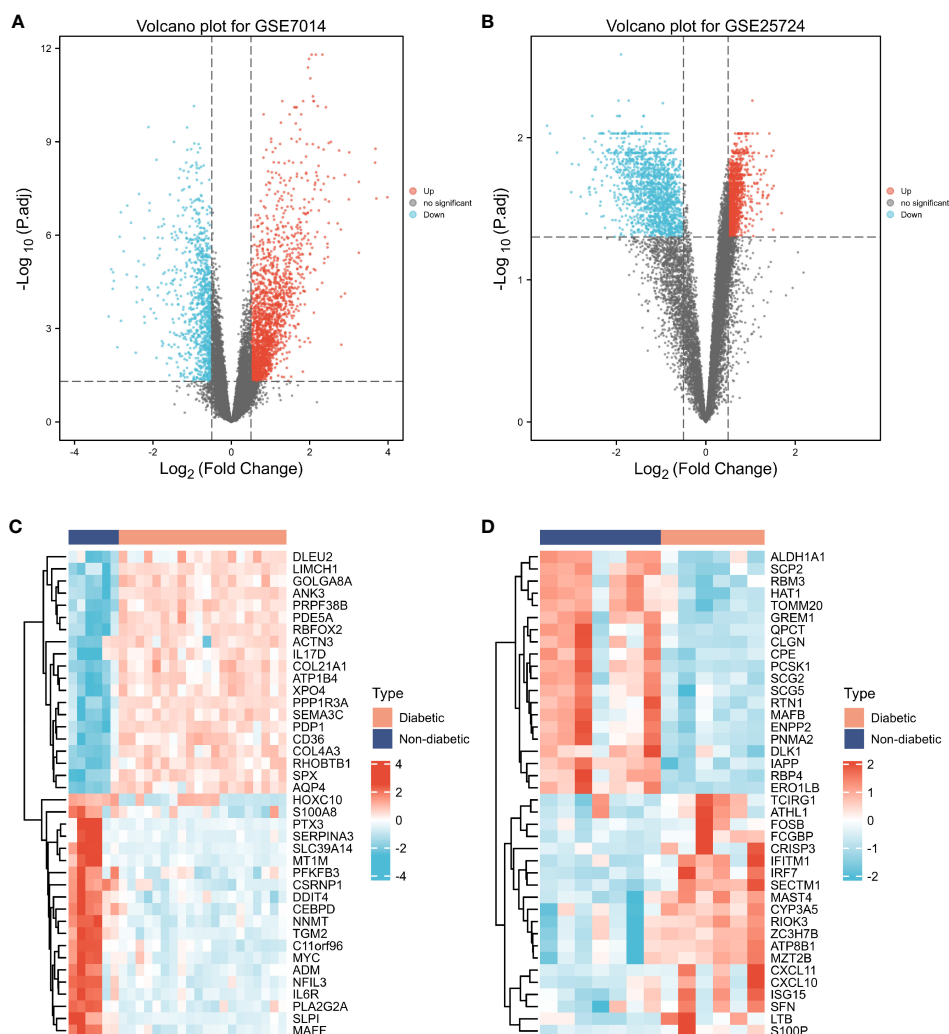 A
Volcano plot for GSE7014
12
9
6
3
0
-4
-2
0
2
4
-Log 10 (P.adj)
Log2 (Fold Change)
Up
no significant
Down
B
Volcano plot for GSE25724
2
1
0
-2
0
2
-Log 10 (P.adj)
Log2 (Fold Change)
Up
no significant
Down
C
DLEU2
LIMCH1
GOLGA8A
ANK3
PRPF38B
PDE5A
RBFOX2
ACTN3
IL17D
COL21A1
ATP1B4
XPO4
PPP1R3A
SEMA3C
PDP1
CD36
COL4A3
RHOBTB1
SPX
AQP4
HOXC10
S100A8
PTX3
SERPINA3
SLC39A14
MT1M
PFKFB3
CSRNP1
DDIT4
CEBPD
NNMT
TGM2
C11orf96
MYC
ADM
NFIL3
IL6R
PLA2G2A
SLPI
MAFF
Type
Diabetic
Non-diabetic
4
2
0
-2
-4
D
ALDH1A1
SCP2
RBM3
HAT1
TOMM20
GREM1
QPCT
CLGN
CPE
PCSK1
SCG2
SCG5
RTN1
MAFB
ENPP2
PNMA2
DLK1
IAPP
RBP4
ERO1LB
TCIRG1
ATHL1
FOSB
FCGBP
CRISP3
IFITM1
IRF7
SECTM1
MAST4
CYP3A5
RIOK3
ZC3H7B
ATP8B1
MZT2B
CXCL11
CXCL10
ISG15
SFN
LTB
S100P
Type
Diabetic
Non-diabetic
2
1
0
-1
-2